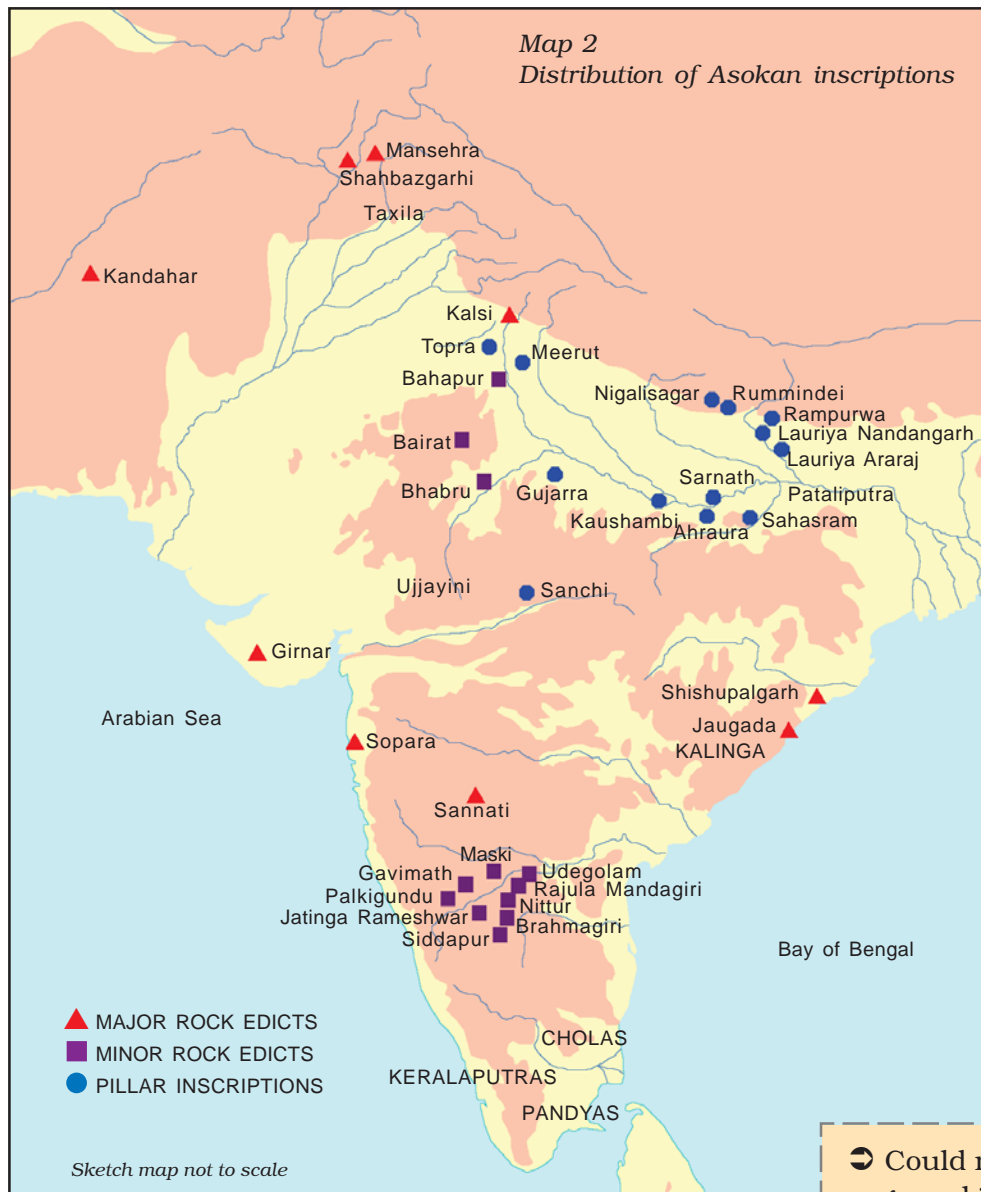 Map 2
Distribution of Asokan inscriptions
Mansehra
Shahbazgarhi
Taxila
Kandahar
Kalsi
Topra
Meerut
Bahapur
Nigalisagar
Rummindei
Rampurwa
Bairat
Lauriya Nandangarh
Lauriya Araraj
Bhabru
Gujarra
Sarnath
Pataliputra
Kaushambi
Sahasram
Ahraura
Ujjayini
Sanchi
Girnar
Shishupalgarh
Arabian Sea
Jaugada
Sopara
KALINGA
Sannati
Maski
Gavimath
Udegolam
Palkigundu
Rajula Mandagiri
Nittur
Jatinga Rameshwar
Brahmagiri
Siddapur
Bay of Bengal
MAJOR ROCK EDICTS
MINOR ROCK EDICTS
PILLAR INSCRIPTIONS
CHOLAS
KERALAPUTRAS
PANDYAS
Sketch map not to scale
➲ Could